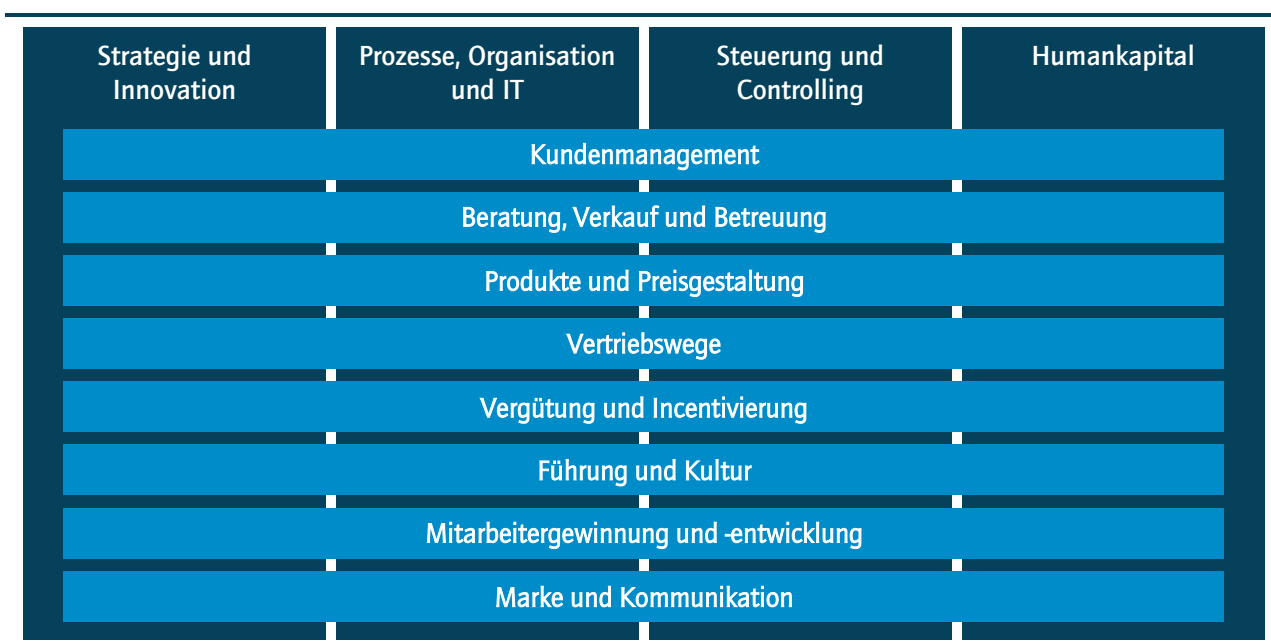 Strategie und
Innovation
Prozesse, Organisation
und IT
Steuerung und
Controlling
Humankapital
Kundenmanagement
Beratung, Verkauf und Betreuung
Produkte und Preisgestaltung
Vertriebswege
Vergütung und Incentivierung
Führung und Kultur
Mitarbeitergewinnung und -entwicklung
Marke und Kommunikation